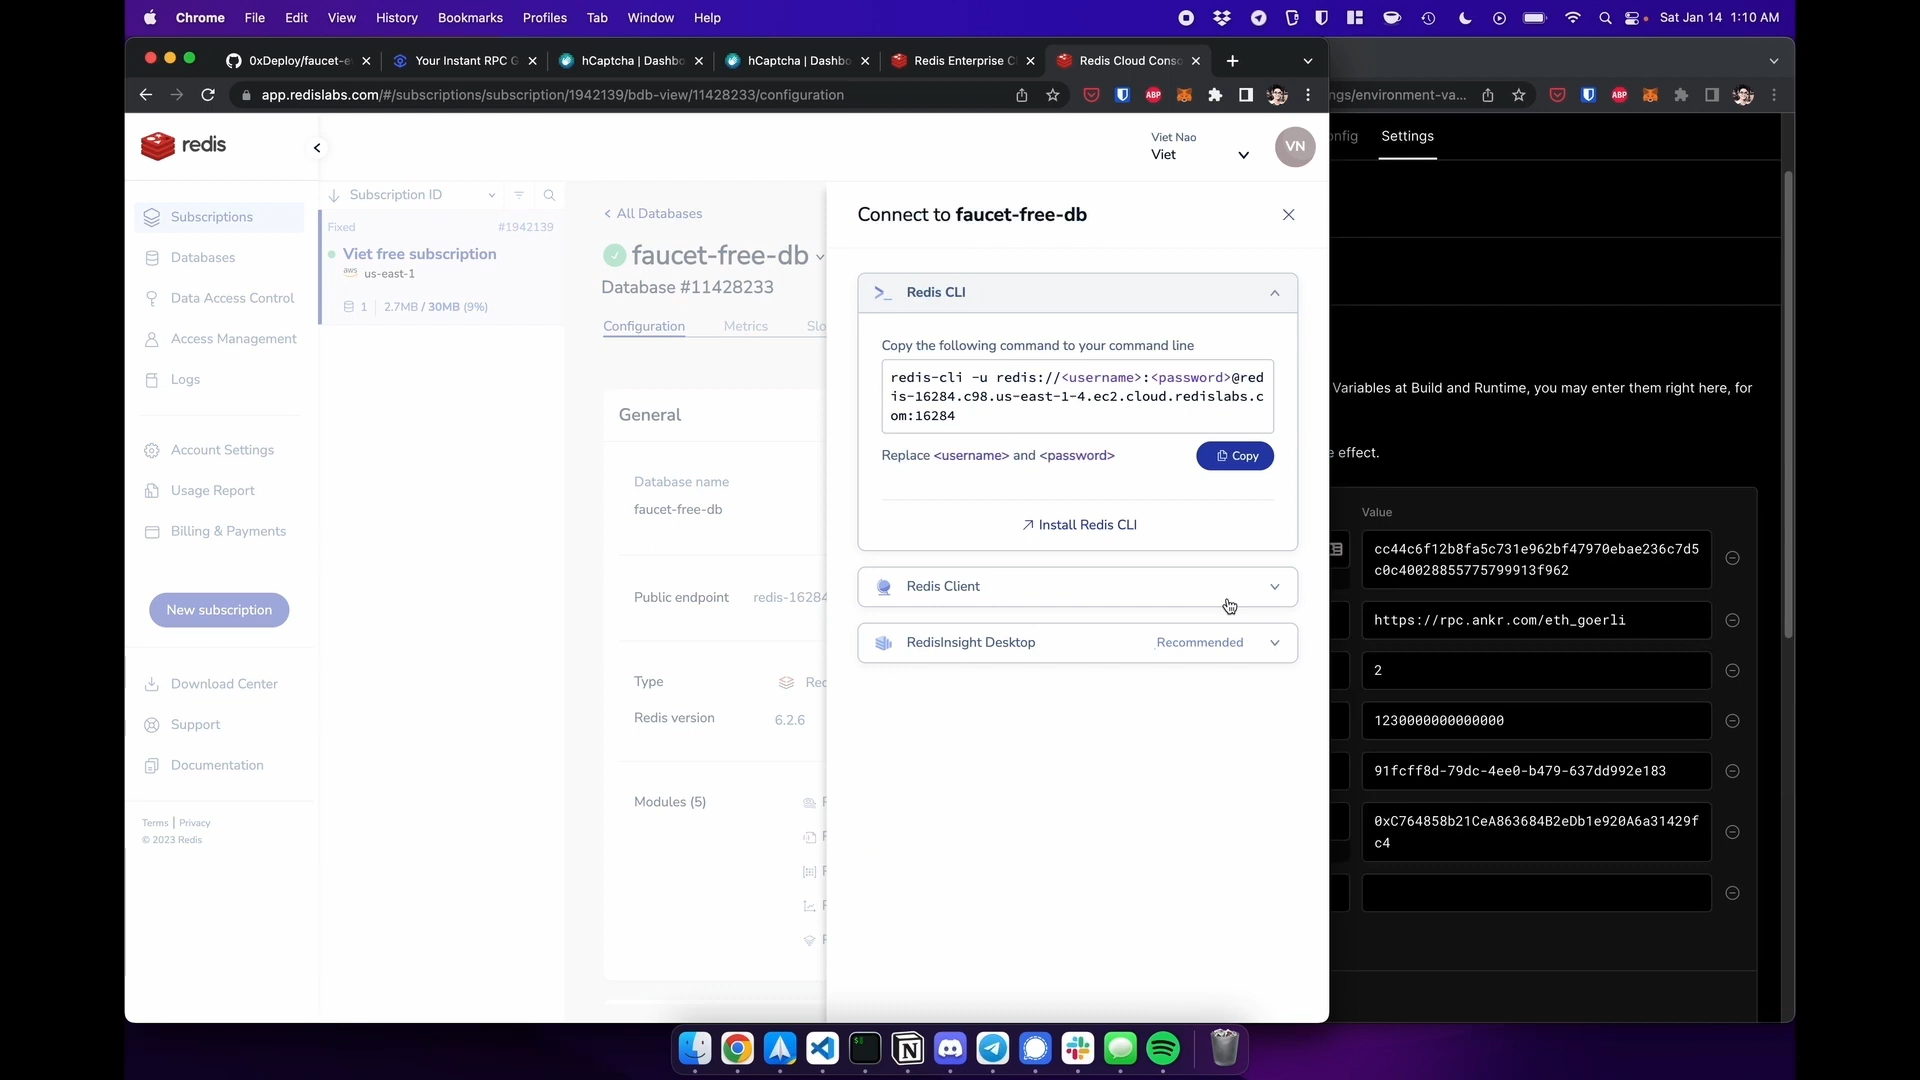 Chrome File Edit View History Bookmarks Profiles Tab Window Help
Sat Jan 14 1:10 AM
0xDeploy/faucet-e
Your Instant RPC G
hCaptcha | Dashbo
hCaptcha | Dashbo
Redis Enterprise C
Redis Cloud Conso
app.redislabs.com/#/subscriptions/subscription/1942139/bdb-view/11428233/configuration
ABP
ngs/environment-va...
ABP
redis
Viet Nao
Viet
VN
Subscriptions
Databases
Data Access Control
Access Management
Logs
Account Settings
Usage Report
Billing & Payments
New subscription
Download Center
Support
Documentation
Terms | Privacy
© 2023 Redis
Subscription ID
Fixed #1942139
Viet free subscription
aws us-east-1
1 2.7MB / 30MB (9%)
< All Databases
faucet-free-db
Database #11428233
Configuration Metrics Slo
General
Database name
faucet-free-db
Public endpoint redis-16284
Type Red
Redis version 6.2.6
Modules (5)
Connect to faucet-free-db
>_ Redis CLI
Copy the following command to your command line
redis-cli -u redis://<username>:<password>@red
is-16284.c98.us-east-1-4.ec2.cloud.redislabs.c
om:16284
Replace <username> and <password>
Copy
Install Redis CLI
Redis Client
RedisInsight Desktop Recommended
nfig Settings
Variables at Build and Runtime, you may enter them right here, for
e effect.
Value
cc44c6f12b8fa5c731e962bf47970ebae236c7d5
c0c40028855775799913f962
https://rpc.ankr.com/eth_goerli
2
1230000000000000
91fcff8d-79dc-4ee0-b479-637dd992e183
0xC764858b21CeA863684B2eDb1e920A6a31429f
c4